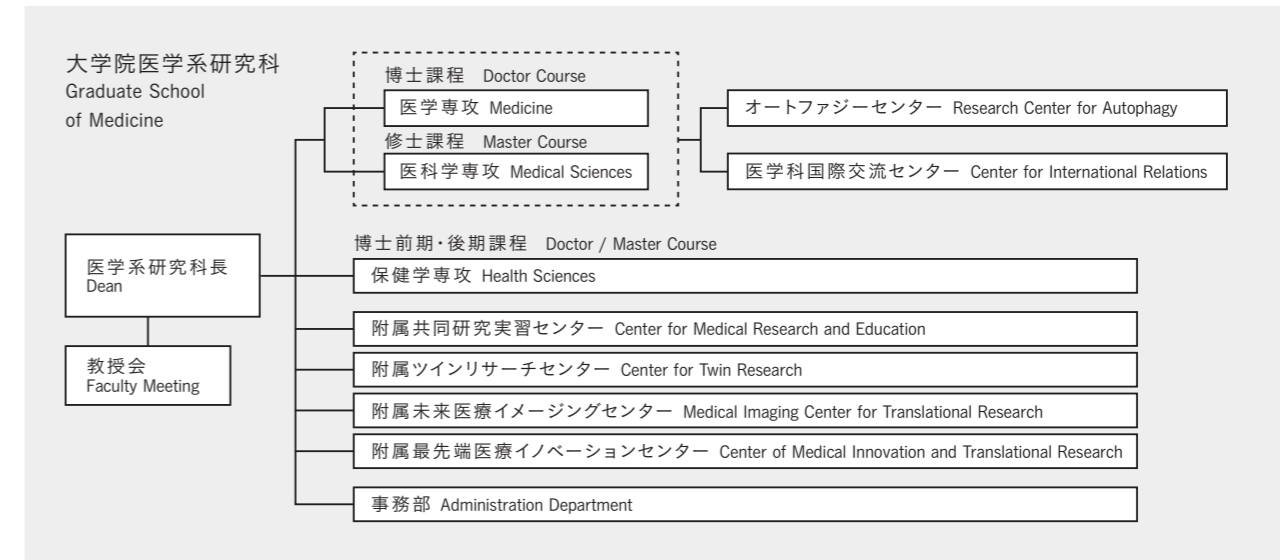 大学院医学系研究科
Graduate School
of Medicine
博士課程 Doctor Course
医学専攻 Medicine
修士課程 Master Course
医科学専攻 Medical Sciences
オートファジーセンター Research Center for Autophagy
医学科国際交流センター Center for International Relations
医学系研究科長
Dean
教授会
Faculty Meeting
博士前期・後期課程 Doctor / Master Course
保健学専攻 Health Sciences
附属共同研究実習センター Center for Medical Research and Education
附属ツインリサーチセンター Center for Twin Research
附属未来医療イメージングセンター Medical Imaging Center for Translational Research
附属最先端医療イノベーションセンター Center of Medical Innovation and Translational Research
事務部 Administration Department